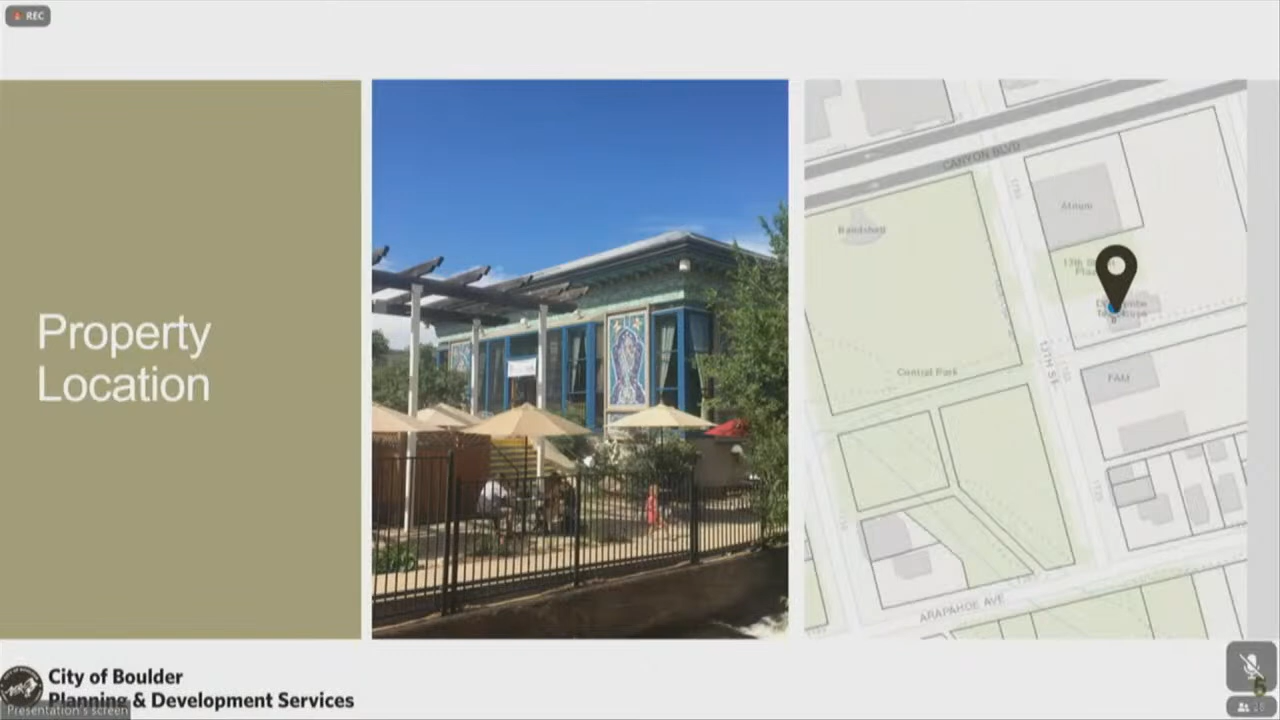 REC
Property
Location
CANYON BLVD
Atrium
Bandshell
Central Park
13TH ST
FAM
ARAPAHOE AVE
City of Boulder
Planning & Development Services
Presentation's screen